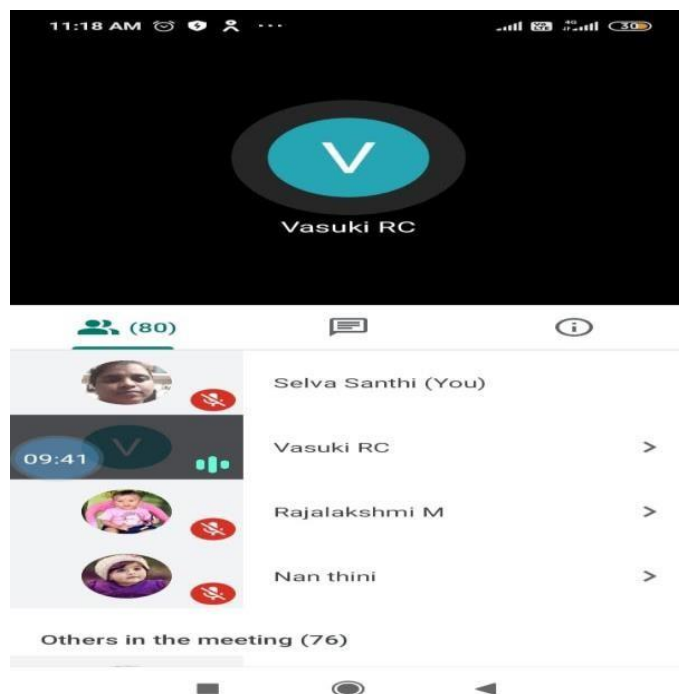 11:18 AM ... 4G 30
V
Vasuki RC
(80)
Selva Santhi (You)
V
09:41
Vasuki RC >
Rajalakshmi M >
Nan thini >
Others in the meeting (76)